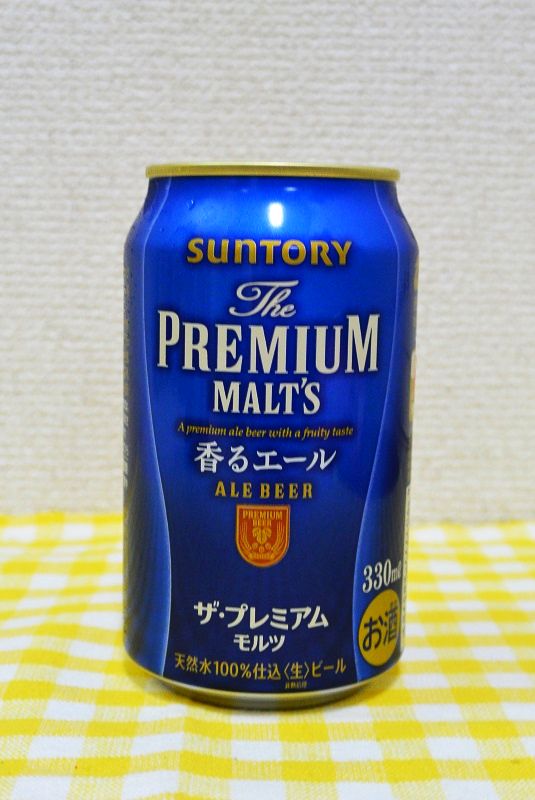 SUNTORY
The
PREMIUM
MALT'S
A premium ale beer with a fruity taste
香るエール
ALE BEER
PREMIUM
BEER
330ml
お酒
ザ・プレミアム
モルツ
天然水100%仕込〈生〉ビール